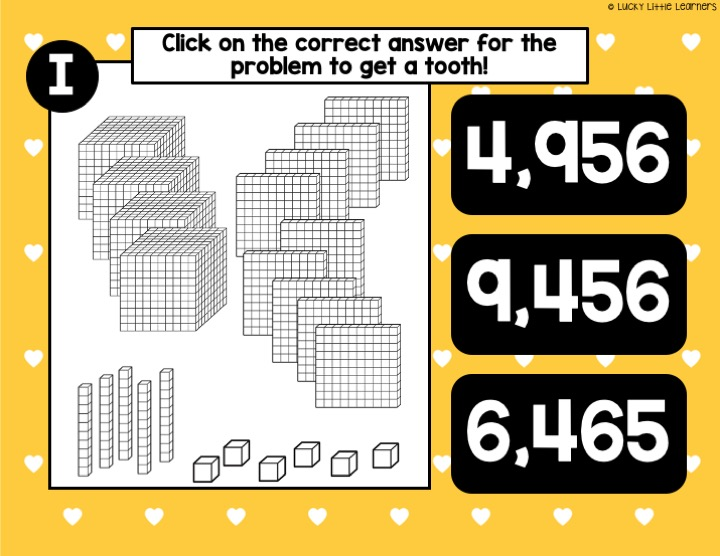 © Lucky Little Learners
Click on the correct answer for the
problem to get a tooth!
I
4,956
9,456
6,465